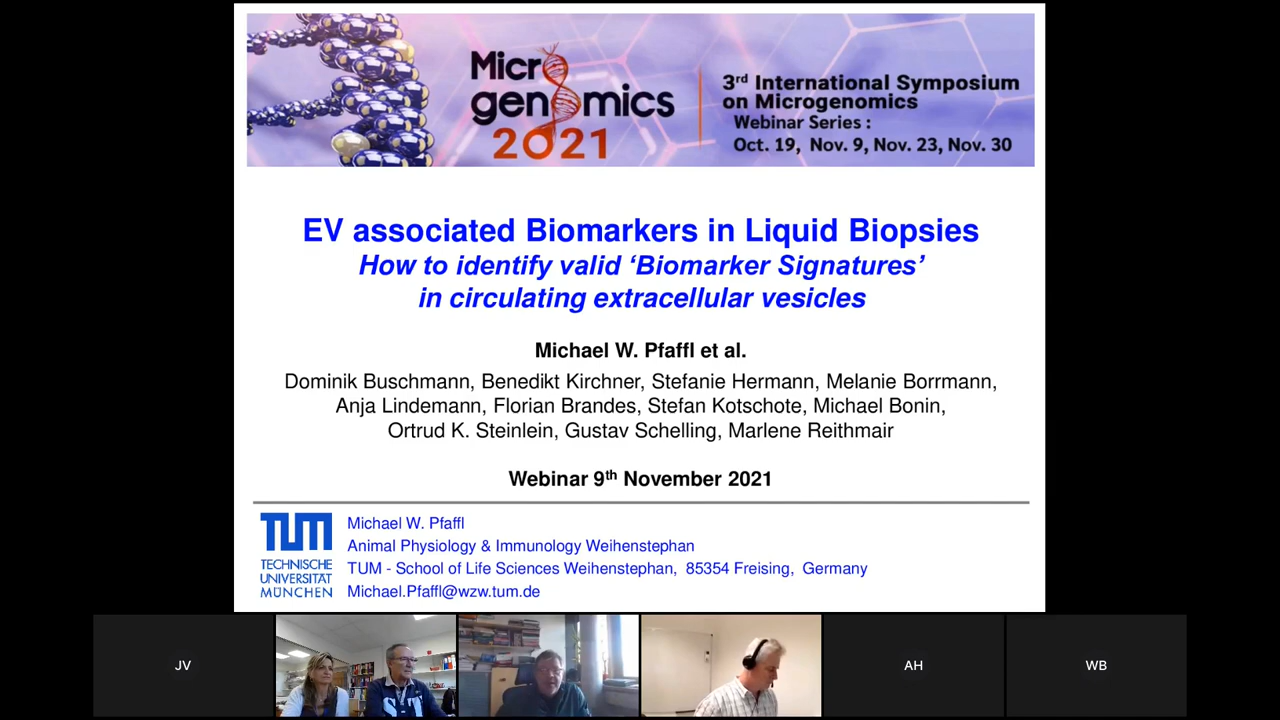 Micr genomics
2021
3rd International Symposium
on Microgenomics
Webinar Series :
Oct. 19, Nov. 9, Nov. 23, Nov. 30
EV associated Biomarkers in Liquid Biopsies
How to identify valid ‘Biomarker Signatures’
in circulating extracellular vesicles
Michael W. Pfaffl et al.
Dominik Buschmann, Benedikt Kirchner, Stefanie Hermann, Melanie Borrmann,
Anja Lindemann, Florian Brandes, Stefan Kotschote, Michael Bonin,
Ortrud K. Steinlein, Gustav Schelling, Marlene Reithmair
Webinar 9th November 2021
TUM
TECHNISCHE
UNIVERSITÄT
MÜNCHEN
Michael W. Pfaffl
Animal Physiology & Immunology Weihenstephan
TUM - School of Life Sciences Weihenstephan, 85354 Freising, Germany
Michael.Pfaffl@wzw.tum.de
JV
AH
WB